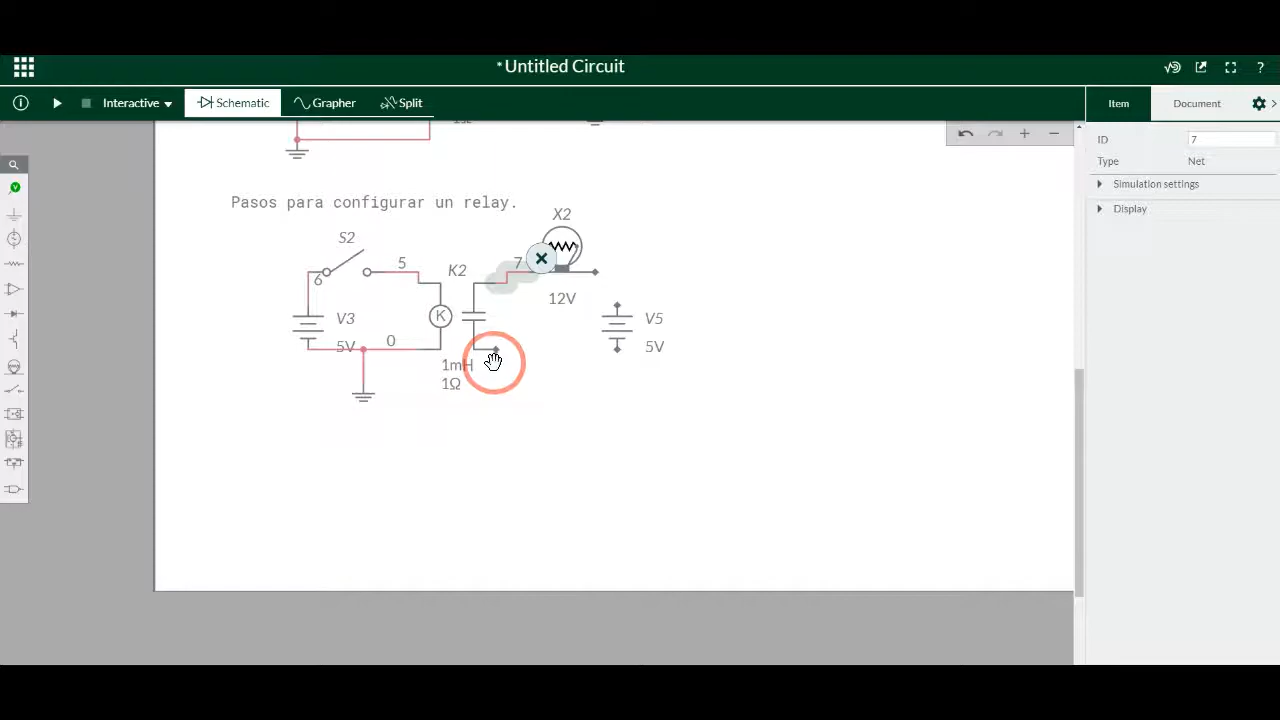 *Untitled Circuit
Interactive
Schematic
Grapher
Split
Item
Document
ID
7
Type
Net
Simulation settings
Display
Pasos para configurar un relay.
X2
S2
5
K2
7
6
12V
V3
K
V5
5V
0
5V
1mH
1Ω